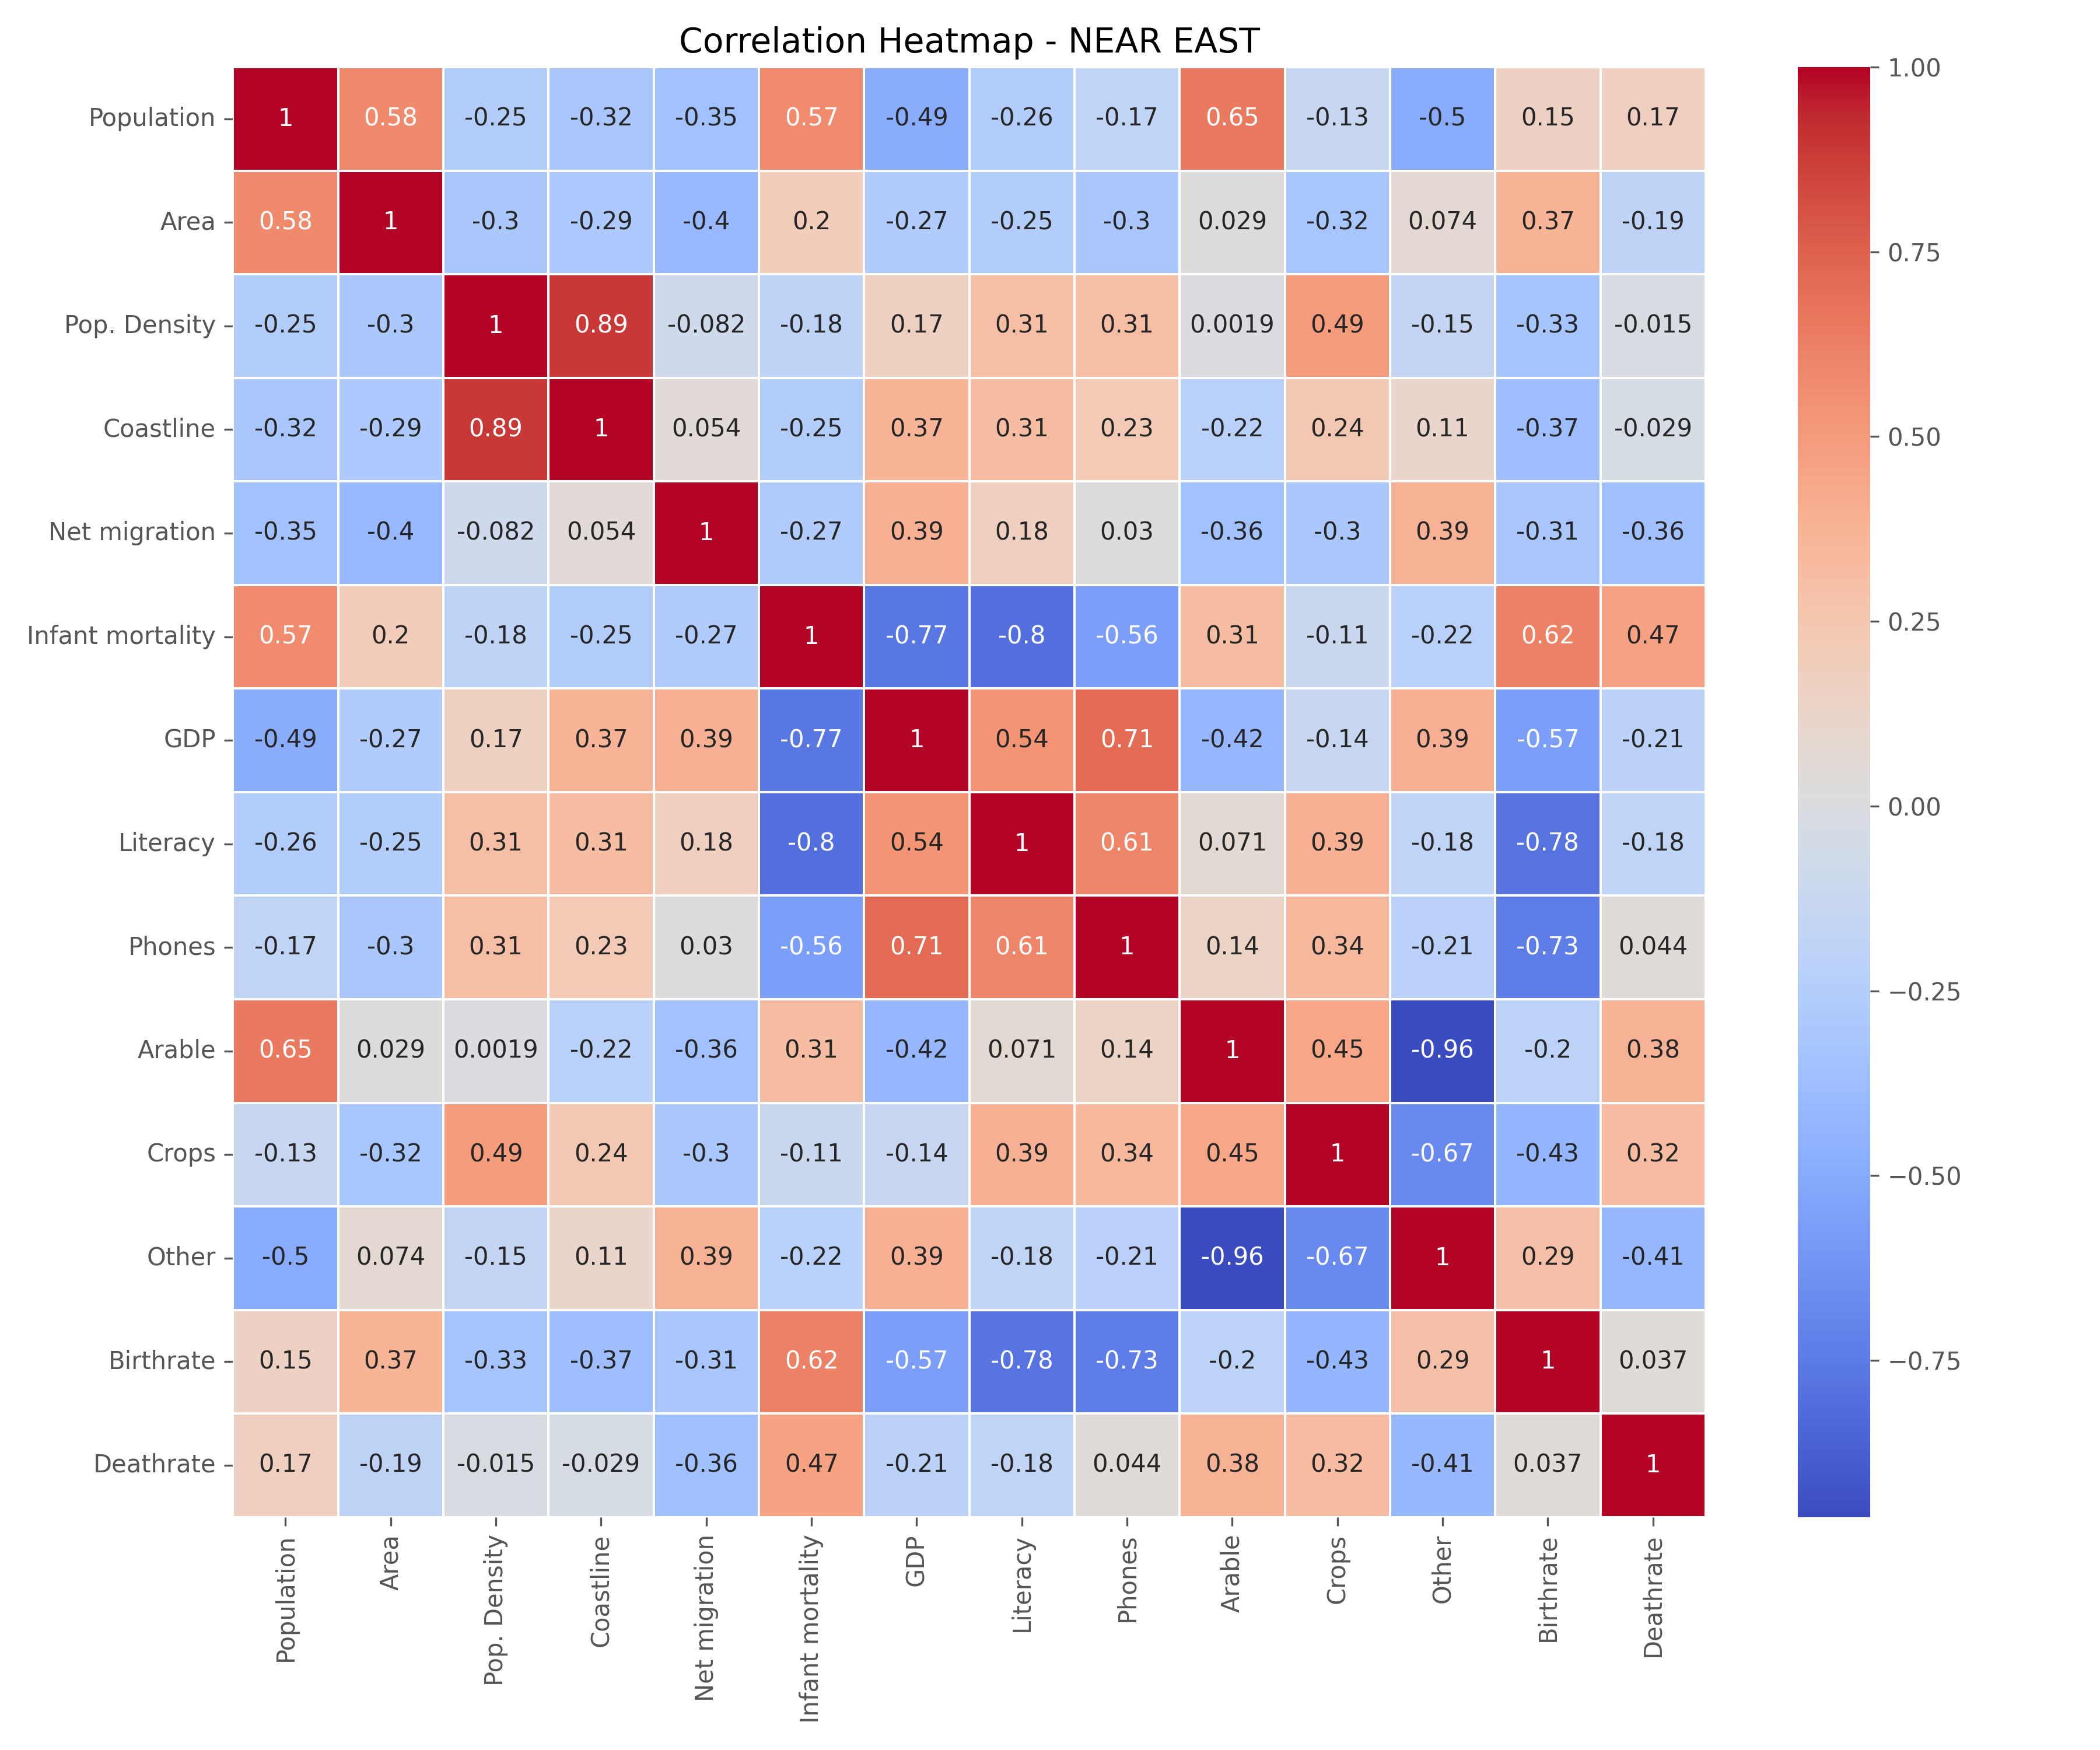 Correlation Heatmap - NEAR EAST
Population 1 0.58 -0.25 -0.32 -0.35 0.57 -0.49 -0.26 -0.17 0.65 -0.13 -0.5 0.15 0.17
Area 0.58 1 -0.3 -0.29 -0.4 0.2 -0.27 -0.25 -0.3 0.029 -0.32 0.074 0.37 -0.19
Pop. Density -0.25 -0.3 1 0.89 -0.082 -0.18 0.17 0.31 0.31 0.0019 0.49 -0.15 -0.33 -0.015
Coastline -0.32 -0.29 0.89 1 0.054 -0.25 0.37 0.31 0.23 -0.22 0.24 0.11 -0.37 -0.029
Net migration -0.35 -0.4 -0.082 0.054 1 -0.27 0.39 0.18 0.03 -0.36 -0.3 0.39 -0.31 -0.36
Infant mortality 0.57 0.2 -0.18 -0.25 -0.27 1 -0.77 -0.8 -0.56 0.31 -0.11 -0.22 0.62 0.47
GDP -0.49 -0.27 0.17 0.37 0.39 -0.77 1 0.54 0.71 -0.42 -0.14 0.39 -0.57 -0.21
Literacy -0.26 -0.25 0.31 0.31 0.18 -0.8 0.54 1 0.61 0.071 0.39 -0.18 -0.78 -0.18
Phones -0.17 -0.3 0.31 0.23 0.03 -0.56 0.71 0.61 1 0.14 0.34 -0.21 -0.73 0.044
Arable 0.65 0.029 0.0019 -0.22 -0.36 0.31 -0.42 0.071 0.14 1 0.45 -0.96 -0.2 0.38
Crops -0.13 -0.32 0.49 0.24 -0.3 -0.11 -0.14 0.39 0.34 0.45 1 -0.67 -0.43 0.32
Other -0.5 0.074 -0.15 0.11 0.39 -0.22 0.39 -0.18 -0.21 -0.96 -0.67 1 0.29 -0.41
Birthrate 0.15 0.37 -0.33 -0.37 -0.31 0.62 -0.57 -0.78 -0.73 -0.2 -0.43 0.29 1 0.037
Deathrate 0.17 -0.19 -0.015 -0.029 -0.36 0.47 -0.21 -0.18 0.044 0.38 0.32 -0.41 0.037 1
Population Area Pop. Density Coastline Net migration Infant mortality GDP Literacy Phones Arable Crops Other Birthrate Deathrate
1.00
0.75
0.50
0.25
0.00
−0.25
−0.50
−0.75